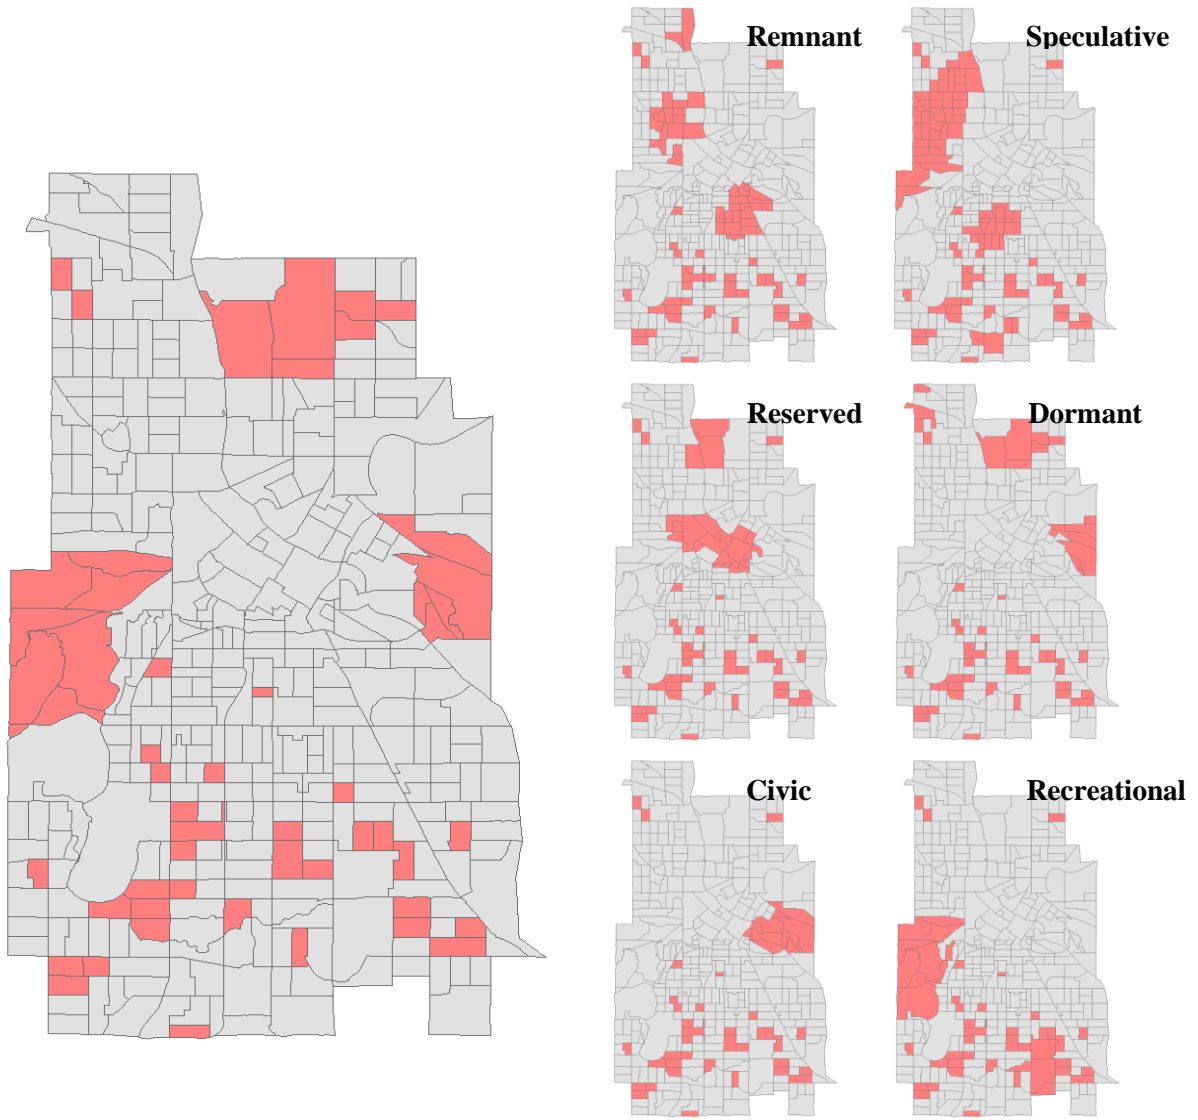 Remnant
Speculative
Reserved
Dormant
Civic
Recreational